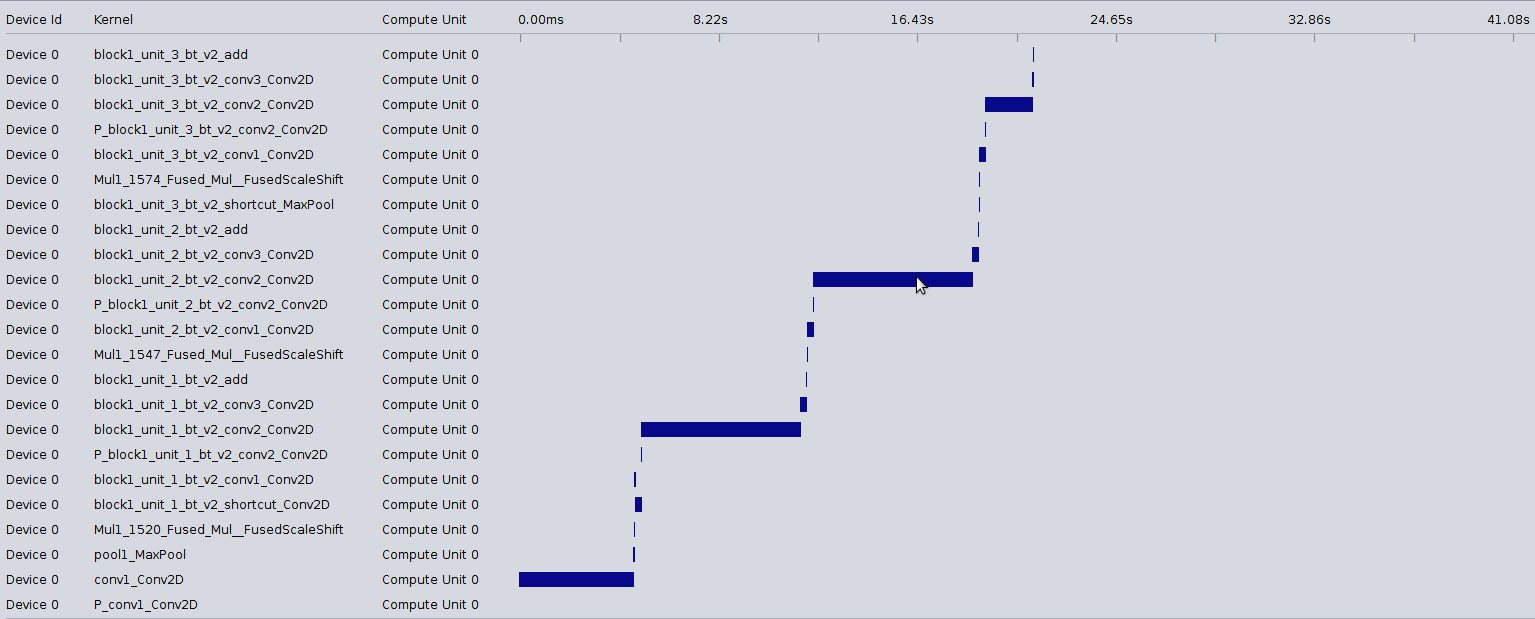 Device Id Kernel Compute Unit 0.00ms 8.22s 16.43s 24.65s 32.86s 41.08s
Device 0 block1_unit_3_bt_v2_add Compute Unit 0
Device 0 block1_unit_3_bt_v2_conv3_Conv2D Compute Unit 0
Device 0 block1_unit_3_bt_v2_conv2_Conv2D Compute Unit 0
Device 0 P_block1_unit_3_bt_v2_conv2_Conv2D Compute Unit 0
Device 0 block1_unit_3_bt_v2_conv1_Conv2D Compute Unit 0
Device 0 Mul1_1574_Fused_Mul__FusedScaleShift Compute Unit 0
Device 0 block1_unit_3_bt_v2_shortcut_MaxPool Compute Unit 0
Device 0 block1_unit_2_bt_v2_add Compute Unit 0
Device 0 block1_unit_2_bt_v2_conv3_Conv2D Compute Unit 0
Device 0 block1_unit_2_bt_v2_conv2_Conv2D Compute Unit 0
Device 0 P_block1_unit_2_bt_v2_conv2_Conv2D Compute Unit 0
Device 0 block1_unit_2_bt_v2_conv1_Conv2D Compute Unit 0
Device 0 Mul1_1547_Fused_Mul__FusedScaleShift Compute Unit 0
Device 0 block1_unit_1_bt_v2_add Compute Unit 0
Device 0 block1_unit_1_bt_v2_conv3_Conv2D Compute Unit 0
Device 0 block1_unit_1_bt_v2_conv2_Conv2D Compute Unit 0
Device 0 P_block1_unit_1_bt_v2_conv2_Conv2D Compute Unit 0
Device 0 block1_unit_1_bt_v2_conv1_Conv2D Compute Unit 0
Device 0 block1_unit_1_bt_v2_shortcut_Conv2D Compute Unit 0
Device 0 Mul1_1520_Fused_Mul__FusedScaleShift Compute Unit 0
Device 0 pool1_MaxPool Compute Unit 0
Device 0 conv1_Conv2D Compute Unit 0
Device 0 P_conv1_Conv2D Compute Unit 0